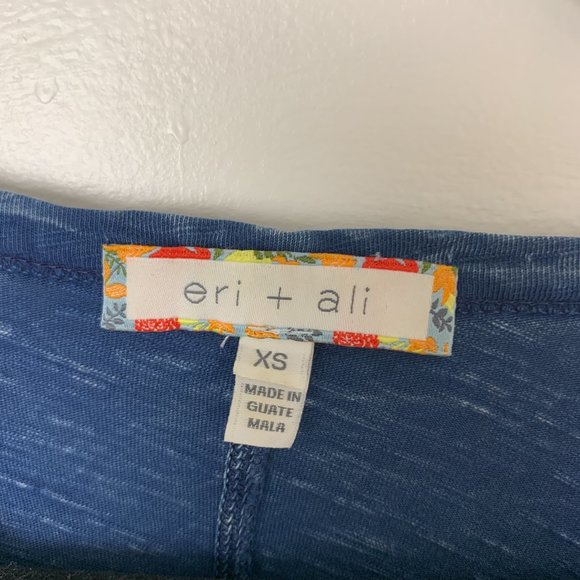 eri + ali
XS
MADE IN
GUATE
MALA